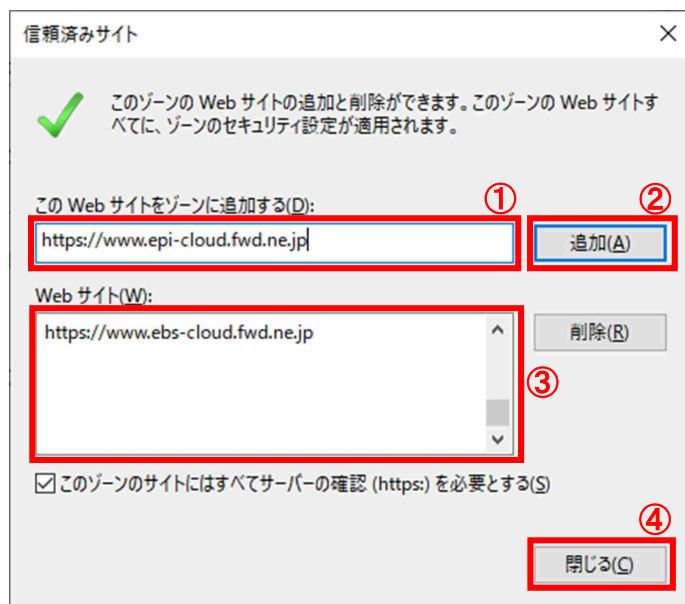 信頼済みサイト
このゾーンの Web サイトの追加と削除ができます。このゾーンの Web サイトす
べてに、ゾーンのセキュリティ設定が適用されます。
この Web サイトをゾーンに追加する(D):
①
②
https://www.epi-cloud.fwd.ne.jp
追加(A)
Web サイト(W):
https://www.ebs-cloud.fwd.ne.jp
削除(R)
③
このゾーンのサイトにはすべてサーバーの確認 (https:) を必要とする(S)
④
閉じる(C)